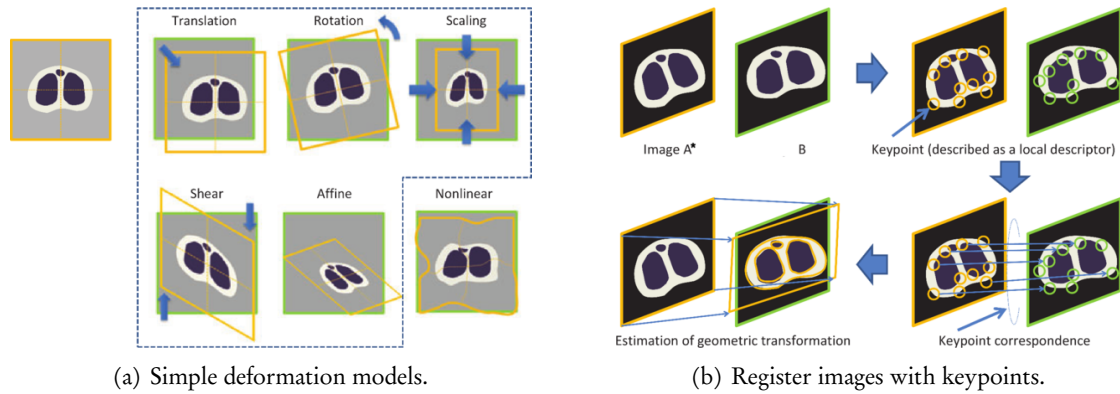 Translation
Rotation
Scaling
Shear
Affine
Nonlinear
(a) Simple deformation models.
Image A*
B
Keypoint (described as a local descriptor)
Estimation of geometric transformation
Keypoint correspondence
(b) Register images with keypoints.